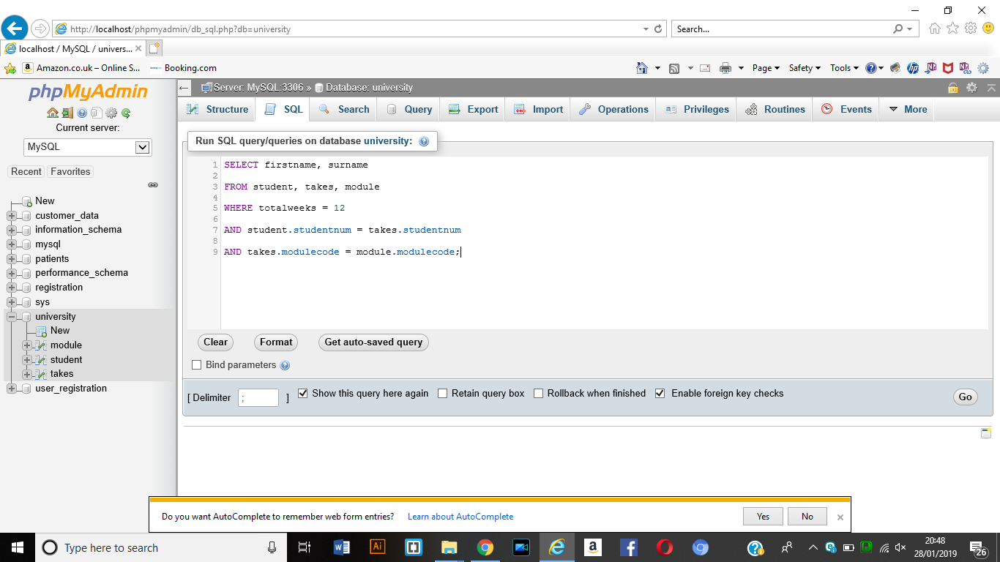 http://localhost/phpmyadmin/db_sql.php?db=university
Search...
localhost / MySQL / univers...
Amazon.co.uk – Online S...
Booking.com
Page
Safety
Tools
phpMyAdmin
Current server:
MySQL
Recent
Favorites
New
customer_data
information_schema
mysql
patients
performance_schema
registration
sys
university
New
module
student
takes
user_registration
Server: MySQL:3306 » Database: university
Structure
SQL
Search
Query
Export
Import
Operations
Privileges
Routines
Events
More
Run SQL query/queries on database university:
1 SELECT firstname, surname
2
3 FROM student, takes, module
4
5 WHERE totalweeks = 12
6
7 AND student.studentnum = takes.studentnum
8
9 AND takes.modulecode = module.modulecode;
Clear
Format
Get auto-saved query
Bind parameters
[ Delimiter ; ]
Show this query here again
Retain query box
Rollback when finished
Enable foreign key checks
Go
Do you want AutoComplete to remember web form entries?
Learn about AutoComplete
Yes
No
Type here to search
20:48
28/01/2019
26